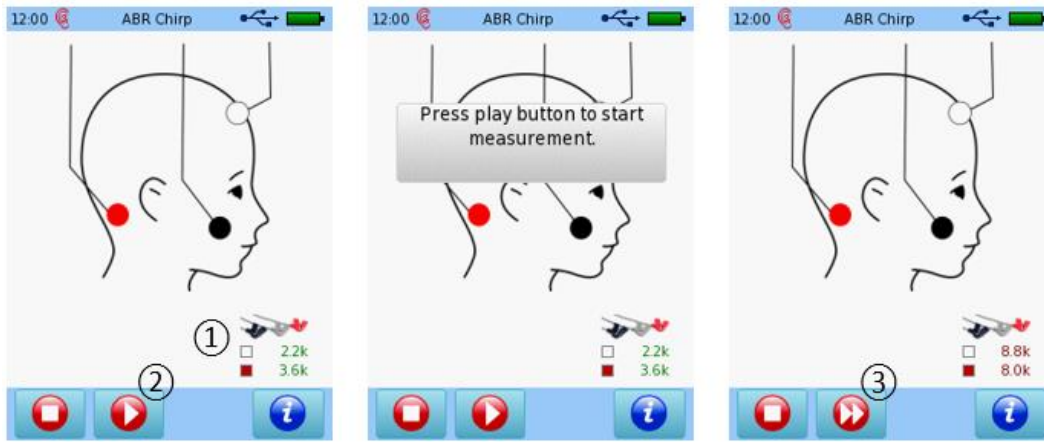 12:00 ABR Chirp
①
2.2k
3.6k
②
12:00 ABR Chirp
Press play button to start
measurement.
2.2k
3.6k
12:00 ABR Chirp
8.8k
8.0k
③